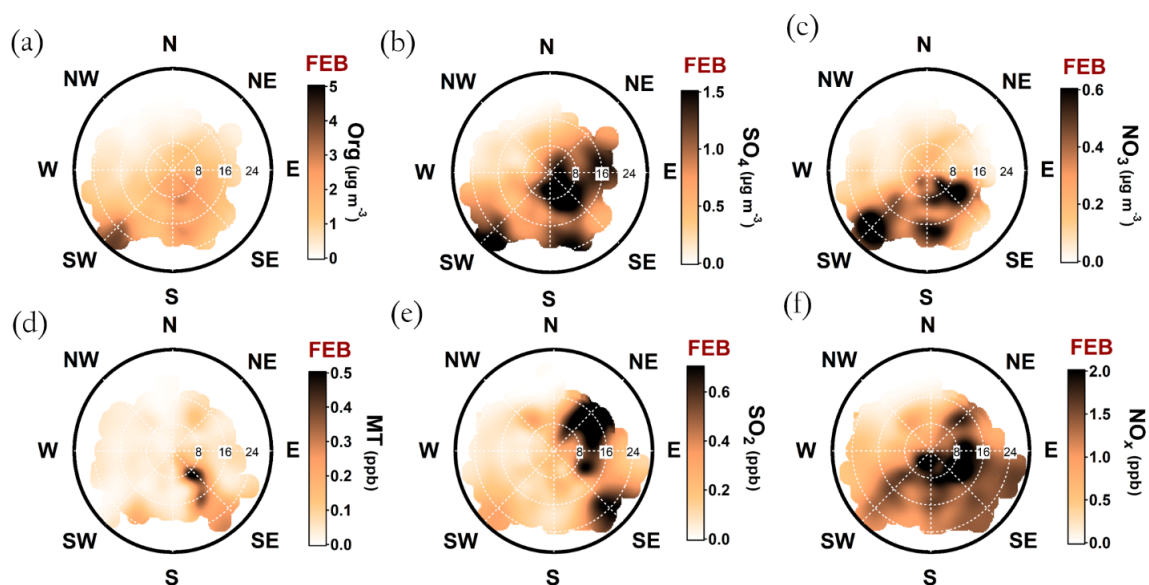 (a)
N
NW
NE
W
E
SW
SE
S
8
16
24
FEB
5
4
3
2
1
0
Org (µg m⁻³)
(b)
N
NW
NE
W
E
SW
SE
S
8
16
24
FEB
1.5
1.0
0.5
0.0
SO₄ (µg m⁻³)
(c)
N
NW
NE
W
E
SW
SE
S
8
16
24
FEB
0.6
0.4
0.2
0.0
NO₃ (µg m⁻³)
(d)
N
NW
NE
W
E
SW
SE
S
8
16
24
FEB
0.5
0.4
0.3
0.2
0.1
0.0
MT (ppb)
(e)
N
NW
NE
W
E
SW
SE
S
8
16
24
FEB
0.6
0.4
0.2
0.0
SO₂ (ppb)
(f)
N
NW
NE
W
E
SW
SE
S
8
16
24
FEB
2.0
1.5
1.0
0.5
0.0
NOₓ (ppb)